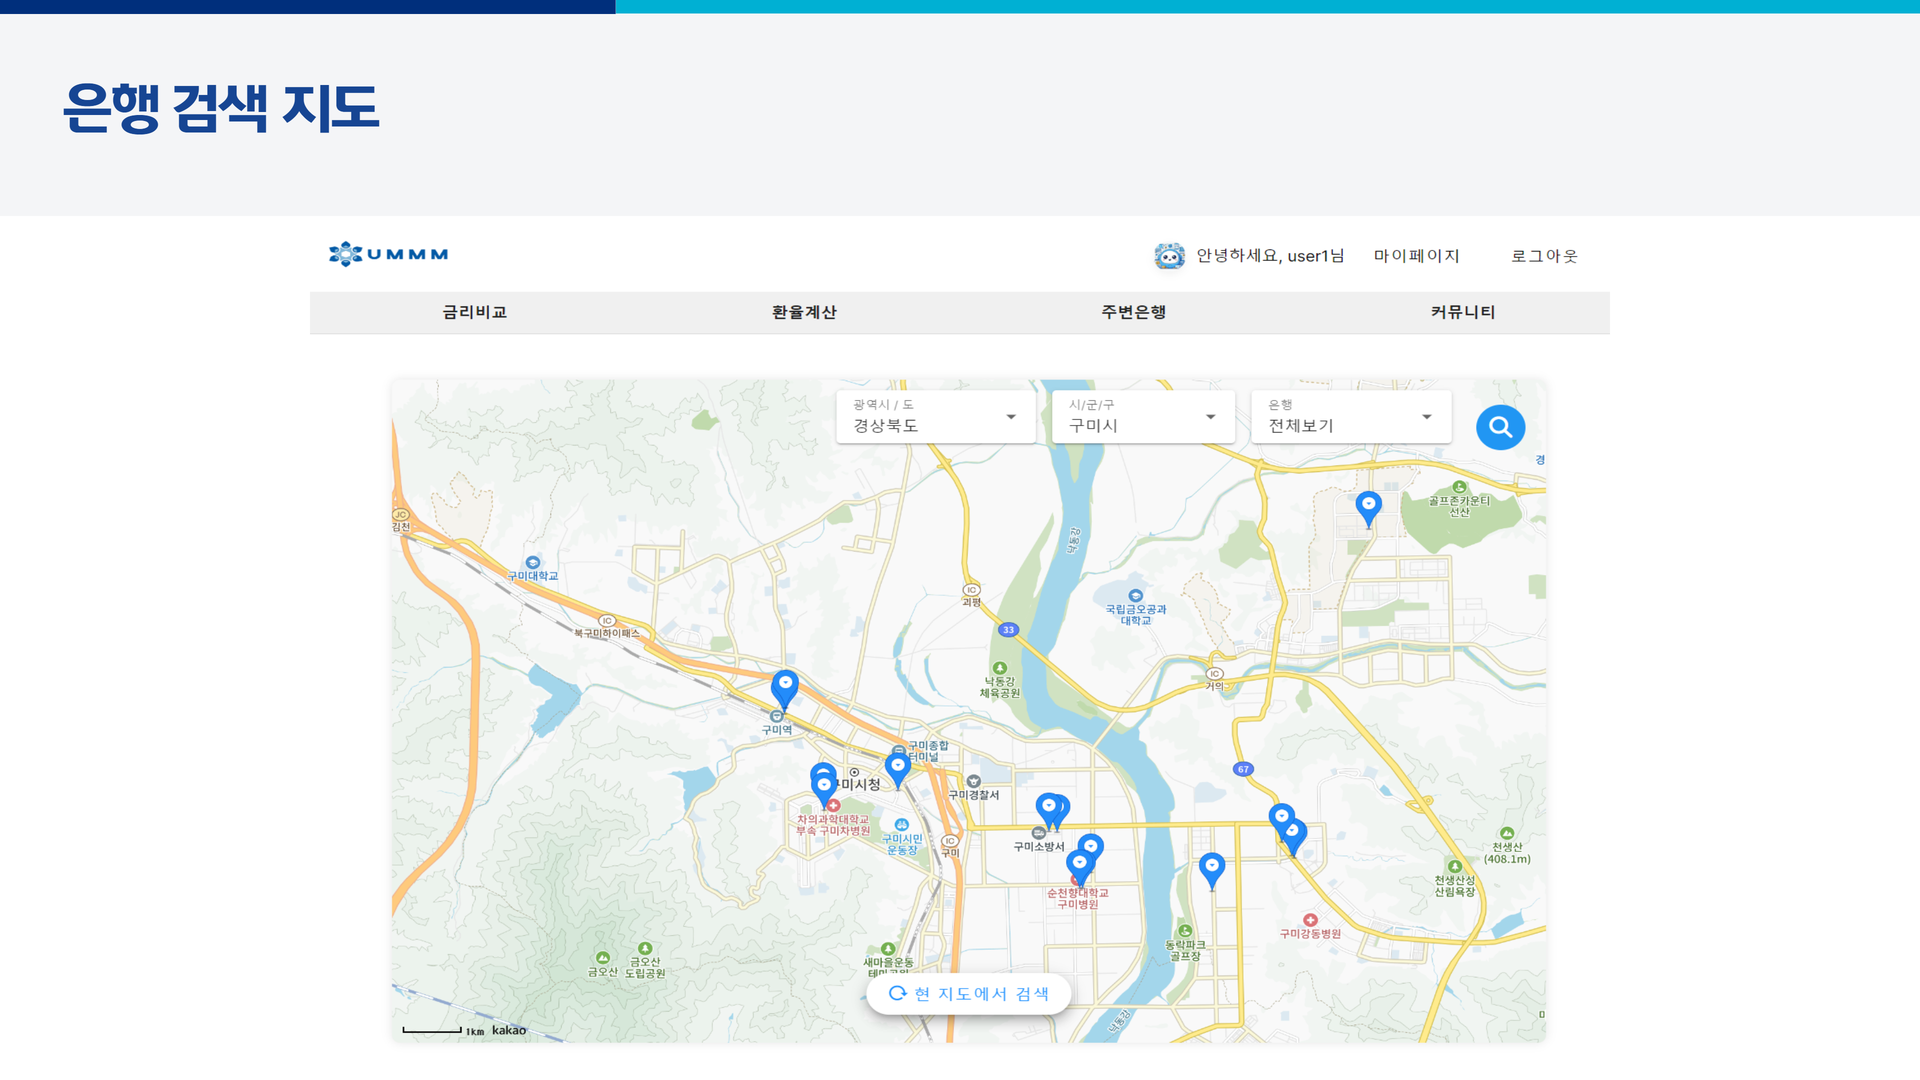 은행 검색 지도
UMMM
안녕하세요, user1님
마이페이지
로그아웃
금리비교
환율계산
주변은행
커뮤니티
광역시 / 도
경상북도
시/군/구
구미시
은행
전체보기
경
골프존카운티
선산
JC
김천
낙동강
구미대학교
IC
괴평
국립금오공과
대학교
IC
북구미하이패스
33
낙동강
체육공원
IC
거의
구미역
구미종합
터미널
67
구미시청
구미경찰서
차의과학대학교
부속 구미차병원
구미시민
운동장
IC
구미
구미소방서
천생산
(408.1m)
천생산성
산림욕장
순천향대학교
구미병원
구미강동병원
동락파크
골프장
금오산
금오산
도립공원
새마을운동
테마공원
현 지도에서 검색
낙동강
1km
kakao